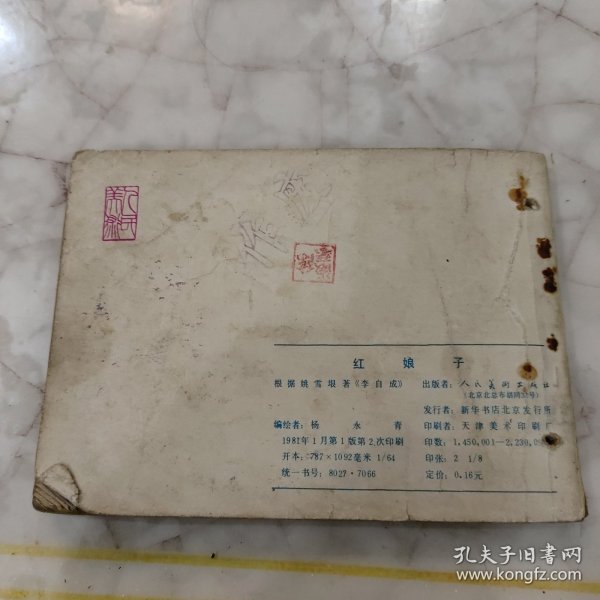 人民美术
红娘子
根据姚雪垠著《李自成》
出版者：人民美术出版社
（北京北总布胡同32号）
发行者：新华书店北京发行所
编绘者：杨永青
印刷者：天津美术印刷厂
1981年1月第1版第2次印刷
印数：1,450,001—2,230,0
开本：787×1092毫米 1/64
印张：2 1/8
统一书号：8027·7066
定价：0.16元
孔夫子旧书网
www.kongfz.com